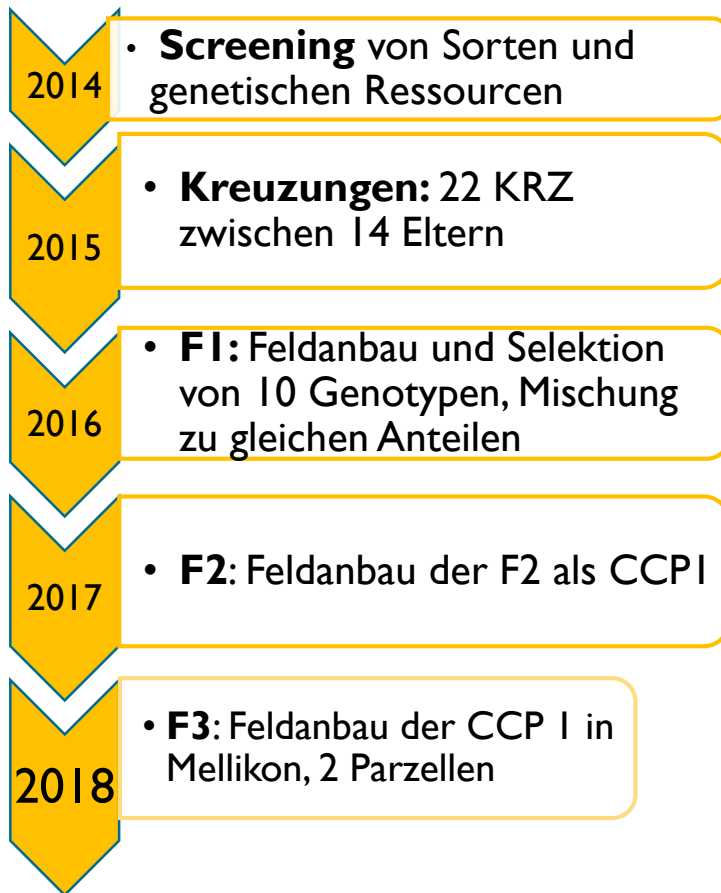 2014
• Screening von Sorten und
genetischen Ressourcen
2015
• Kreuzungen: 22 KRZ
zwischen 14 Eltern
2016
• F1: Feldanbau und Selektion
von 10 Genotypen, Mischung
zu gleichen Anteilen
2017
• F2: Feldanbau der F2 als CCP1
2018
• F3: Feldanbau der CCP 1 in
Mellikon, 2 Parzellen